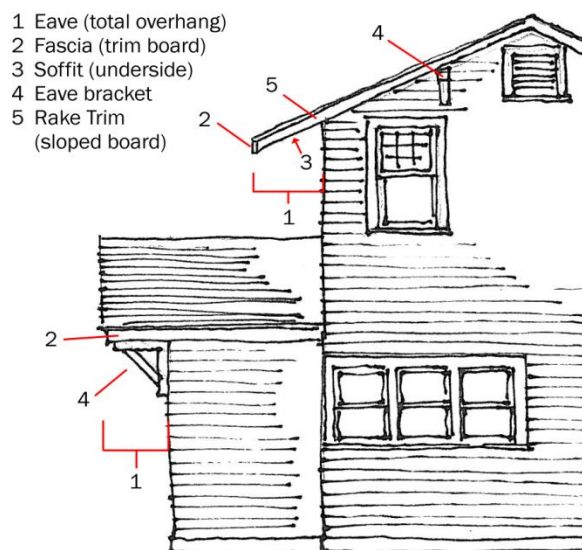 1 Eave (total overhang)
2 Fascia (trim board)
3 Soffit (underside)
4 Eave bracket
5 Rake Trim
(sloped board)
4
5
2
3
1
2
4
1